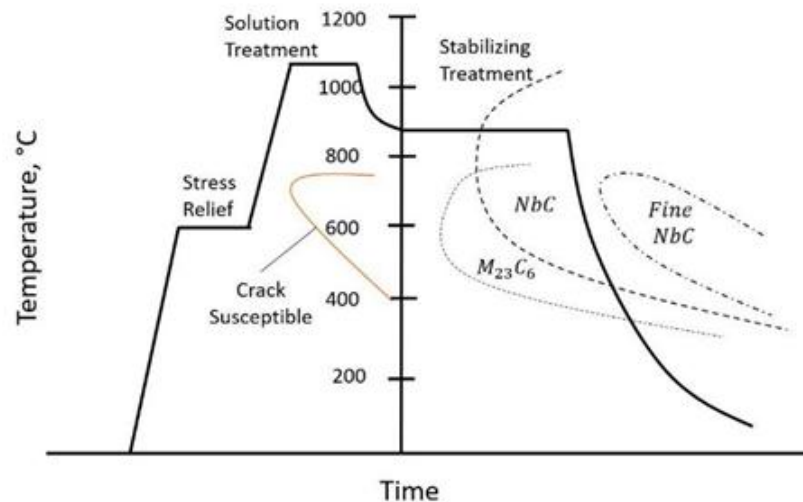 Solution
Treatment
1200
1000
800
600
400
200
Stress
Relief
Crack
Susceptible
Stabilizing
Treatment
NbC
M₂₃C₆
Fine
NbC
Temperature, °C
Time